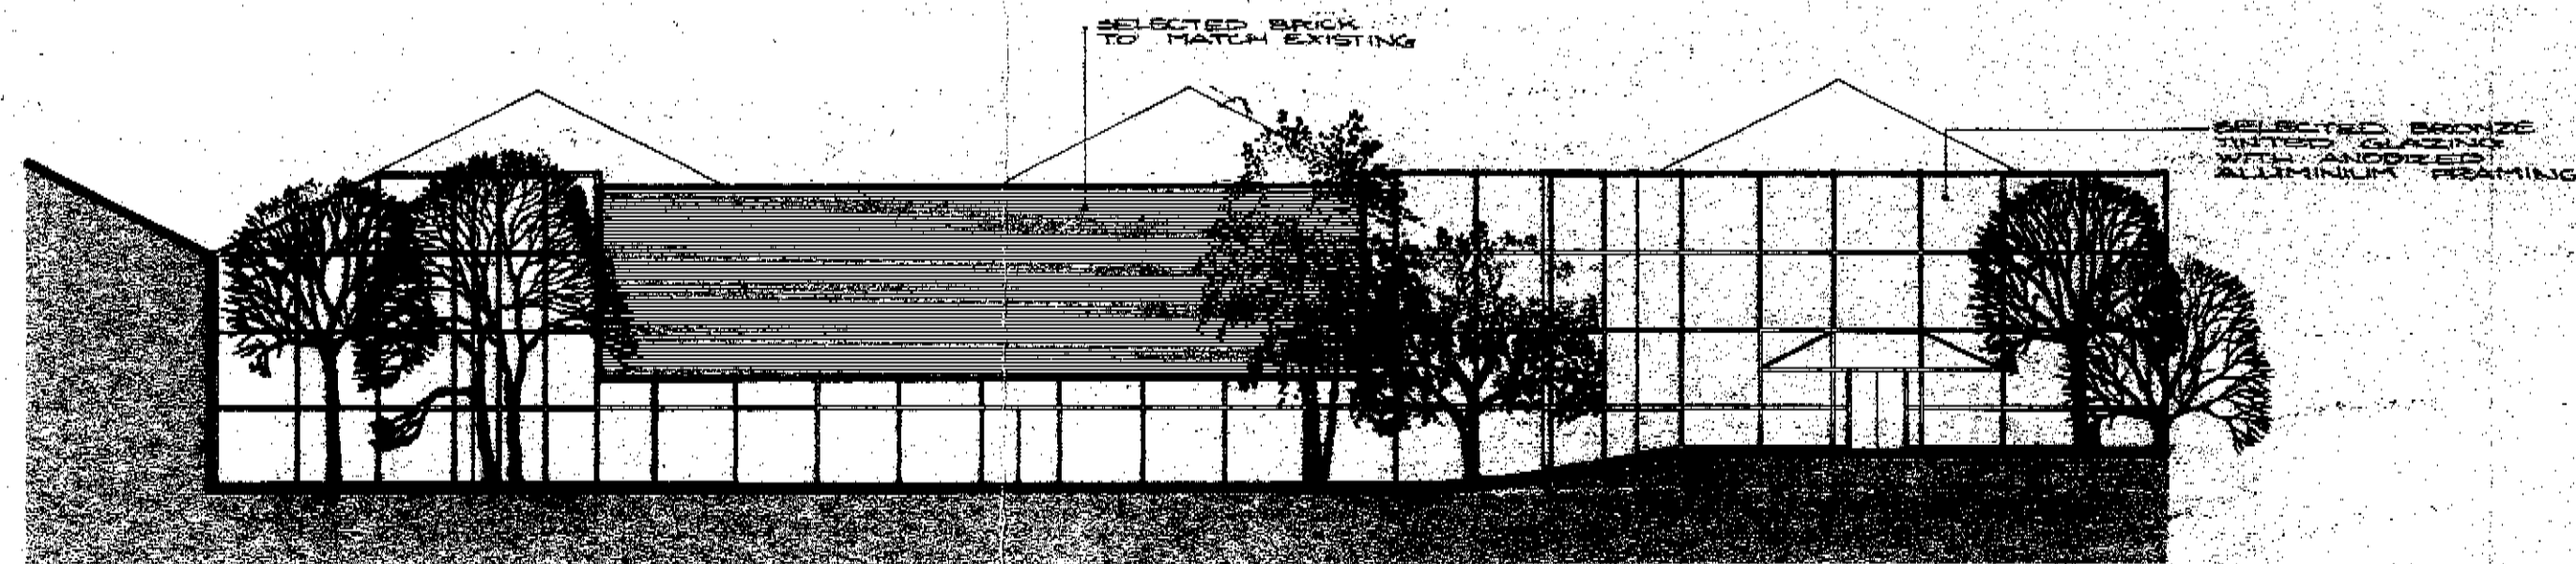 SELECTED BRICK
TO MATCH EXISTING
SELECTED BRONZE
TINTED GLAZING
WITH ANODIZED
ALUMINIUM FRAMING